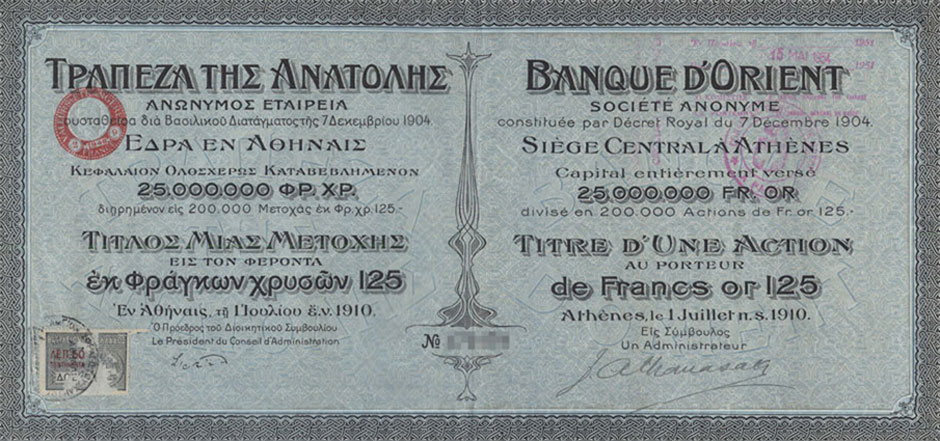 ΤΡΑΠΕΖΑ ΤΗΣ ΑΝΑΤΟΛΗΣ
ΑΝΩΝΥΜΟΣ ΕΤΑΙΡΕΙΑ
συσταθεῖσα διὰ Βασιλικοῦ Διατάγματος τῆς 7 Δεκεμβρίου 1904.
ΕΔΡΑ ΕΝ ΑΘΗΝΑΙΣ
ΚΕΦΑΛΑΙΟΝ ΟΛΟΣΧΕΡΩΣ ΚΑΤΑΒΕΒΛΗΜΕΝΟΝ
25.000.000 ΦΡ. ΧΡ.
διηρημένον εἰς 200.000 Μετοχὰς ἐκ Φρ. χρ. 125.-
ΤΙΤΛΟΣ ΜΙΑΣ ΜΕΤΟΧΗΣ
ΕΙΣ ΤΟΝ ΦΕΡΟΝΤΑ
ἐκ Φράγκων χρυσῶν 125
Ἐν Ἀθήναις, τῇ 1 Ἰουλίου ἔ.ν. 1910.
Ὁ Πρόεδρος τοῦ Διοικητικοῦ Συμβουλίου
Le Président du Conseil d'Administration
ΛΕΠ. 50
BANQUE D'ORIENT
SOCIÉTÉ ANONYME
constituée par Décret Royal du 7 Décembre 1904.
SIÈGE CENTRAL À ATHÈNES
Capital entièrement versé
25.000.000 FR. OR
divisé en 200.000 Actions de Fr. or 125.-
TITRE D'UNE ACTION
AU PORTEUR
de Francs or 125
Athènes, le 1 Juillet n.s. 1910.
Εἷς Σύμβουλος
Un Administrateur
No
15 MAI 1954
1951
1951